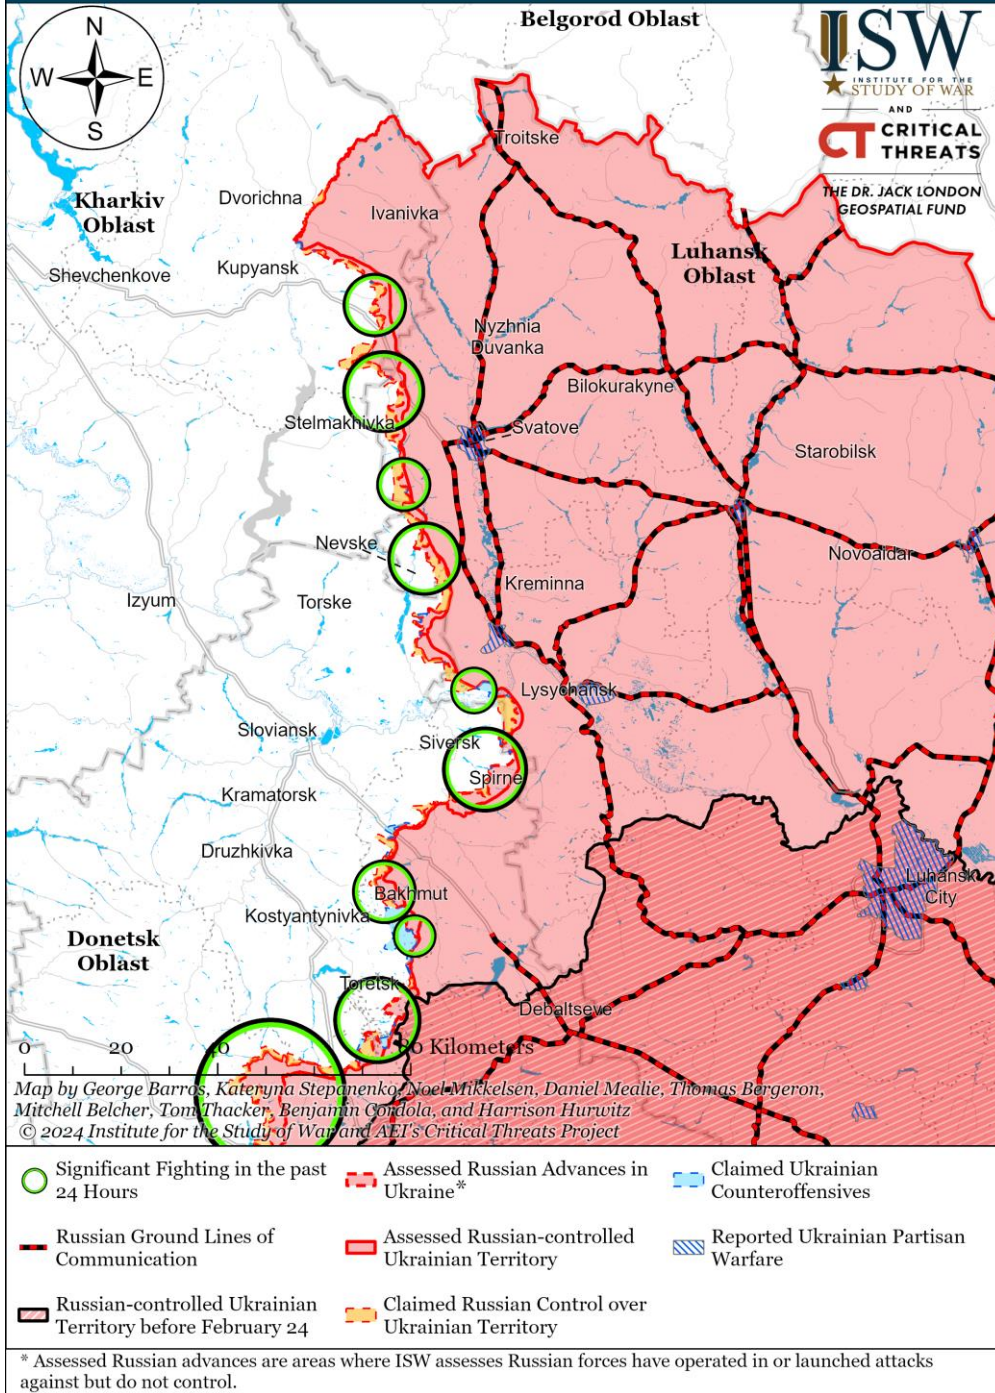 N
W E
S
Belgorod Oblast
ISW
INSTITUTE FOR THE
STUDY OF WAR
AND
CT CRITICAL
THREATS
THE DR. JACK LONDON
GEOSPATIAL FUND
Troitske
Dvorichna
Kharkiv
Oblast
Ivanivka
Luhansk
Oblast
Shevchenkove
Kupyansk
Nyzhnia
Duvanka
Bilokurakyne
Stelmakhivka
Svatove
Starobilsk
Nevske
Novoaidar
Kreminna
Izyum
Torske
Lysychansk
Sloviansk
Siversk
Spirne
Kramatorsk
Druzhkivka
Luhansk
City
Bakhmut
Kostyantynivka
Donetsk
Oblast
Toretsk
Debaltseve
0 20 40 80 Kilometers
Map by George Barros, Kateryna Stepanenko, Noel Mikkelsen, Daniel Mealie, Thomas Bergeron,
Mitchell Belcher, Tom Thacker, Benjamin Cordola, and Harrison Hurwitz
© 2024 Institute for the Study of War and AEI's Critical Threats Project
Significant Fighting in the past
24 Hours
Assessed Russian Advances in
Ukraine*
Claimed Ukrainian
Counteroffensives
Russian Ground Lines of
Communication
Assessed Russian-controlled
Ukrainian Territory
Reported Ukrainian Partisan
Warfare
Russian-controlled Ukrainian
Territory before February 24
Claimed Russian Control over
Ukrainian Territory
* Assessed Russian advances are areas where ISW assesses Russian forces have operated in or launched attacks
against but do not control.